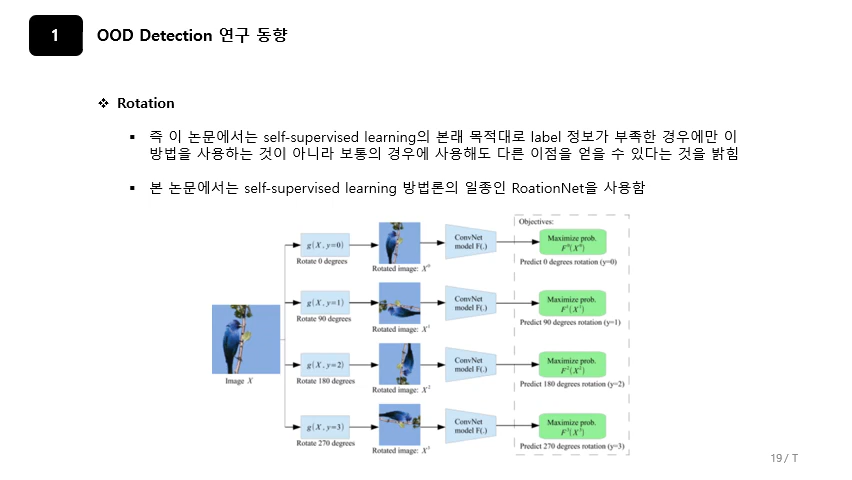 1
OOD Detection 연구 동향
❖ Rotation
▪ 즉 이 논문에서는 self-supervised learning의 본래 목적대로 label 정보가 부족한 경우에만 이
방법을 사용하는 것이 아니라 보통의 경우에 사용해도 다른 이점을 얻을 수 있다는 것을 밝힘
▪ 본 논문에서는 self-supervised learning 방법론의 일종인 RoationNet을 사용함
Objectives:
g(X, y=0)
Rotate 0 degrees
Rotated image: X⁰
ConvNet
model F(.)
Maximize prob.
F⁰(X⁰)
Predict 0 degrees rotation (y=0)
g(X, y=1)
Rotate 90 degrees
Rotated image: X¹
ConvNet
model F(.)
Maximize prob.
F¹(X¹)
Predict 90 degrees rotation (y=1)
Image X
g(X, y=2)
Rotate 180 degrees
Rotated image: X²
ConvNet
model F(.)
Maximize prob.
F²(X²)
Predict 180 degrees rotation (y=2)
g(X, y=3)
Rotate 270 degrees
Rotated image: X³
ConvNet
model F(.)
Maximize prob.
F³(X³)
Predict 270 degrees rotation (y=3)
19 / T